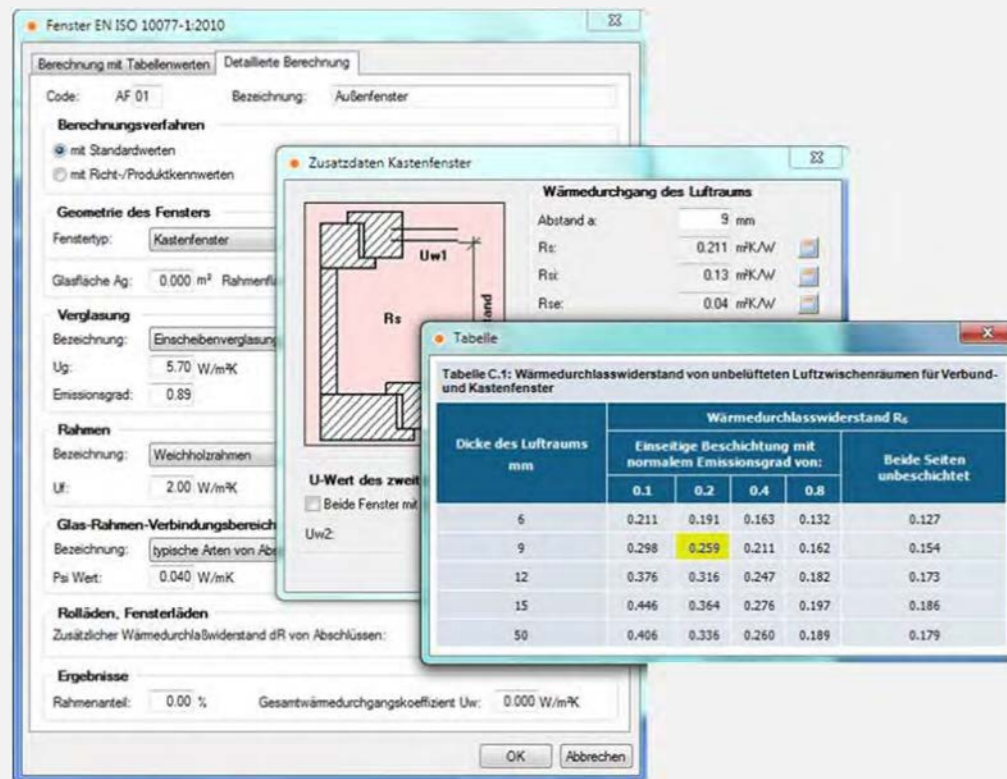 Fenster EN ISO 10077-1:2010
Berechnung mit Tabellenwerten Detaillierte Berechnung
Code: AF 01 Bezeichnung: Außenfenster
Berechnungsverfahren
mit Standardwerten
mit Richt-/Produktkennwerten
Geometrie des Fensters
Fenstertyp: Kastenfenster
Glasfläche Ag: 0.000 m²
Verglasung
Bezeichnung: Einscheibenverglasung
Ug: 5.70 W/m²K
Emissionsgrad: 0.89
Rahmen
Bezeichnung: Weichholzrahmen
Uf: 2.00 W/m²K
Glas-Rahmen-Verbindungsbereich
Bezeichnung: typische Arten von
Psi Wert: 0.040 W/mK
Rolläden, Fensterläden
Zusätzlicher Wärmedurchlaßwiderstand dR von Abschlüssen:
Ergebnisse
Rahmenanteil: 0.00 % Gesamtwärmedurchgangskoeffizient Uw: 0.000 W/m²K
OK Abbrechen
Zusatzdaten Kastenfenster
Uw1
Rs
Wärmedurchgang des Luftraums
Abstand a: 9 mm
Rs: 0.211 m²K/W
Rsi: 0.13 m²K/W
Rse: 0.04 m²K/W
U-Wert des zweit
Beide Fenster mit
Uw2:
Tabelle
Tabelle C.1: Wärmedurchlasswiderstand von unbelüfteten Luftzwischenräumen für Verbund-
und Kastenfenster
Dicke des Luftraums
mm
Wärmedurchlasswiderstand Rs
Einseitige Beschichtung mit
normalem Emissionsgrad von:
Beide Seiten
unbeschichtet
0.1 0.2 0.4 0.8
6 0.211 0.191 0.163 0.132 0.127
9 0.298 0.259 0.211 0.162 0.154
12 0.376 0.316 0.247 0.182 0.173
15 0.446 0.364 0.276 0.197 0.186
50 0.406 0.336 0.260 0.189 0.179